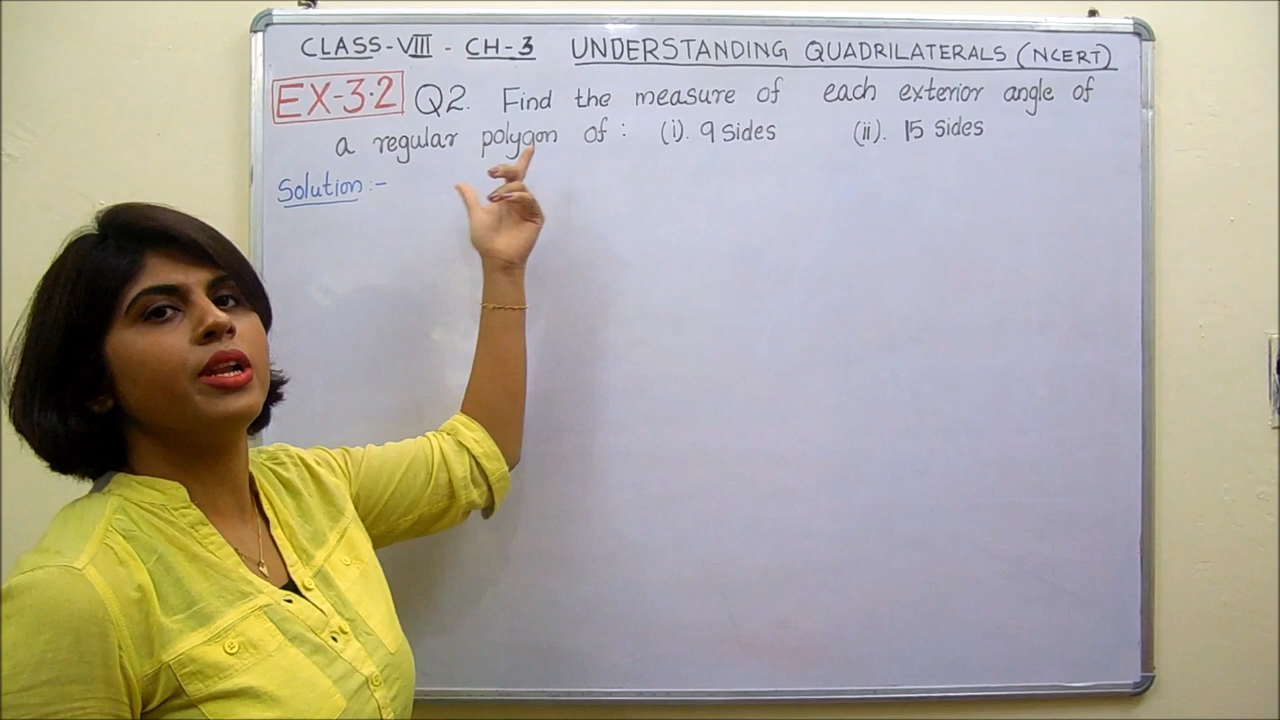 CLASS-VIII - CH-3 UNDERSTANDING QUADRILATERALS (NCERT)
EX-3.2 Q2. Find the measure of each exterior angle of
a regular polygon of : (i). 9 sides (ii). 15 sides
Solution:-